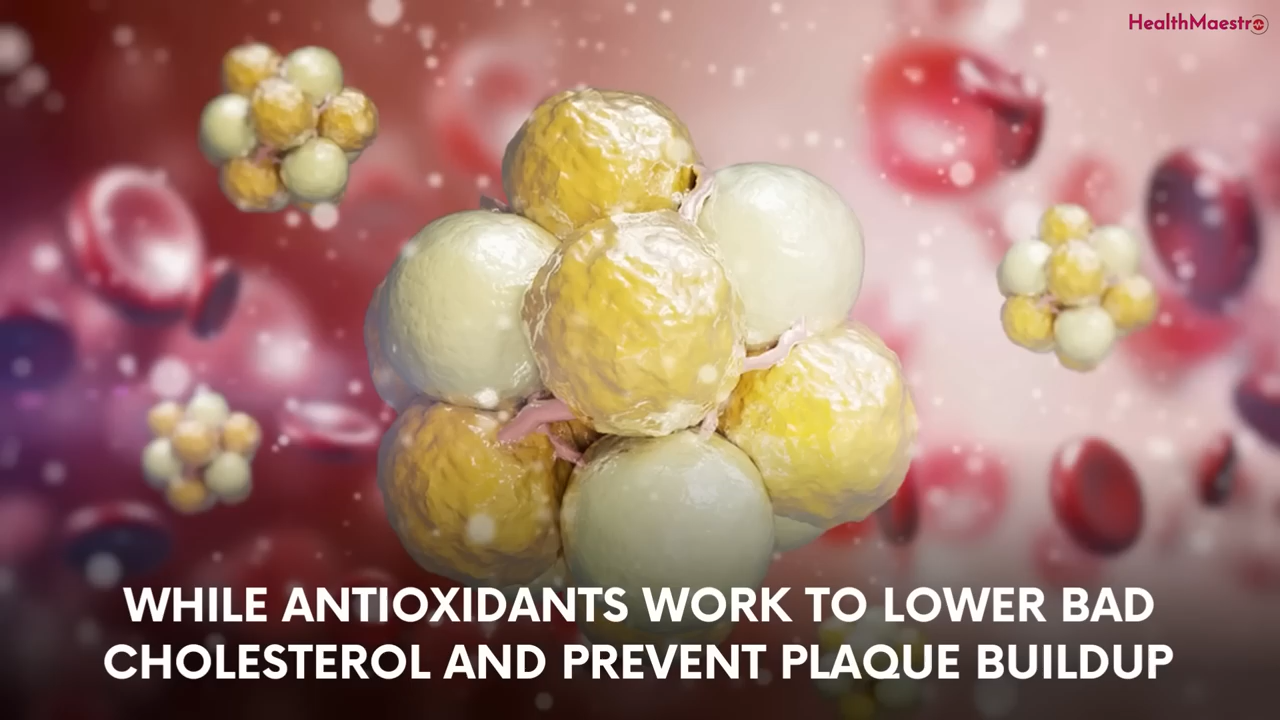 HealthMaestro
WHILE ANTIOXIDANTS WORK TO LOWER BAD
CHOLESTEROL AND PREVENT PLAQUE BUILDUP